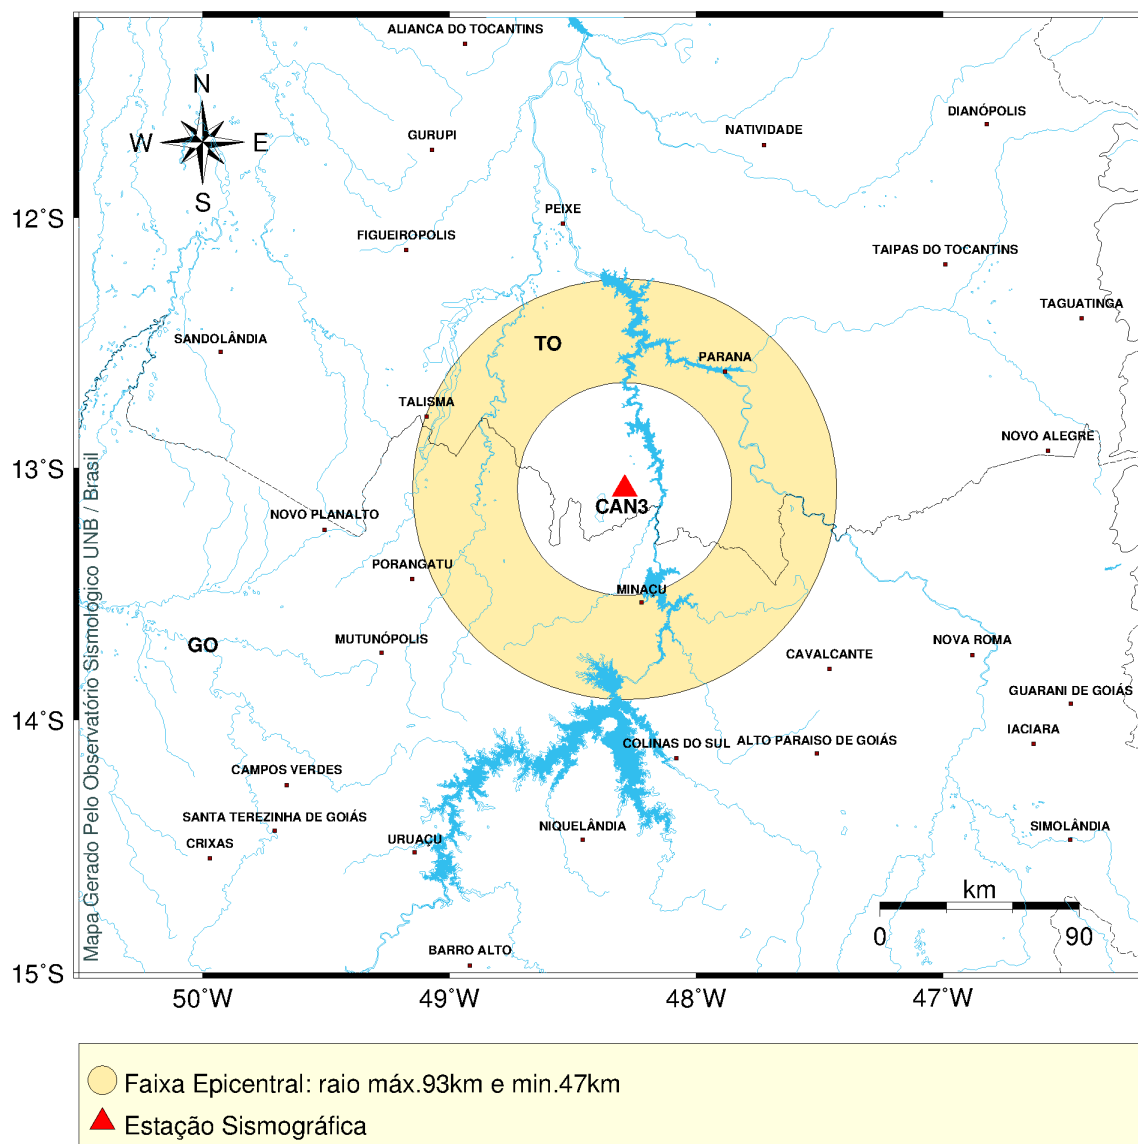 ALIANCA DO TOCANTINS
N
DIANÓPOLIS
GURUPI
NATIVIDADE
W
E
S
12°S
PEIXE
FIGUEIROPOLIS
TAIPAS DO TOCANTINS
TAGUATINGA
SANDOLÂNDIA
TO
PARANA
TALISMA
NOVO ALEGRE
13°S
CAN3
NOVO PLANALTO
PORANGATU
MINAÇU
MUTUNÓPOLIS
NOVA ROMA
GO
CAVALCANTE
GUARANI DE GOIÁS
14°S
IACIARA
COLINAS DO SUL
ALTO PARAISO DE GOIÁS
CAMPOS VERDES
SANTA TEREZINHA DE GOIÁS
NIQUELÂNDIA
SIMOLÂNDIA
URUAÇU
CRIXAS
km
0
90
BARRO ALTO
Mapa Gerado Pelo Observatório Sismologico UNB / Brasil
15°S
50°W
49°W
48°W
47°W
Faixa Epicentral: raio máx.93km e min.47km
Estação Sismográfica